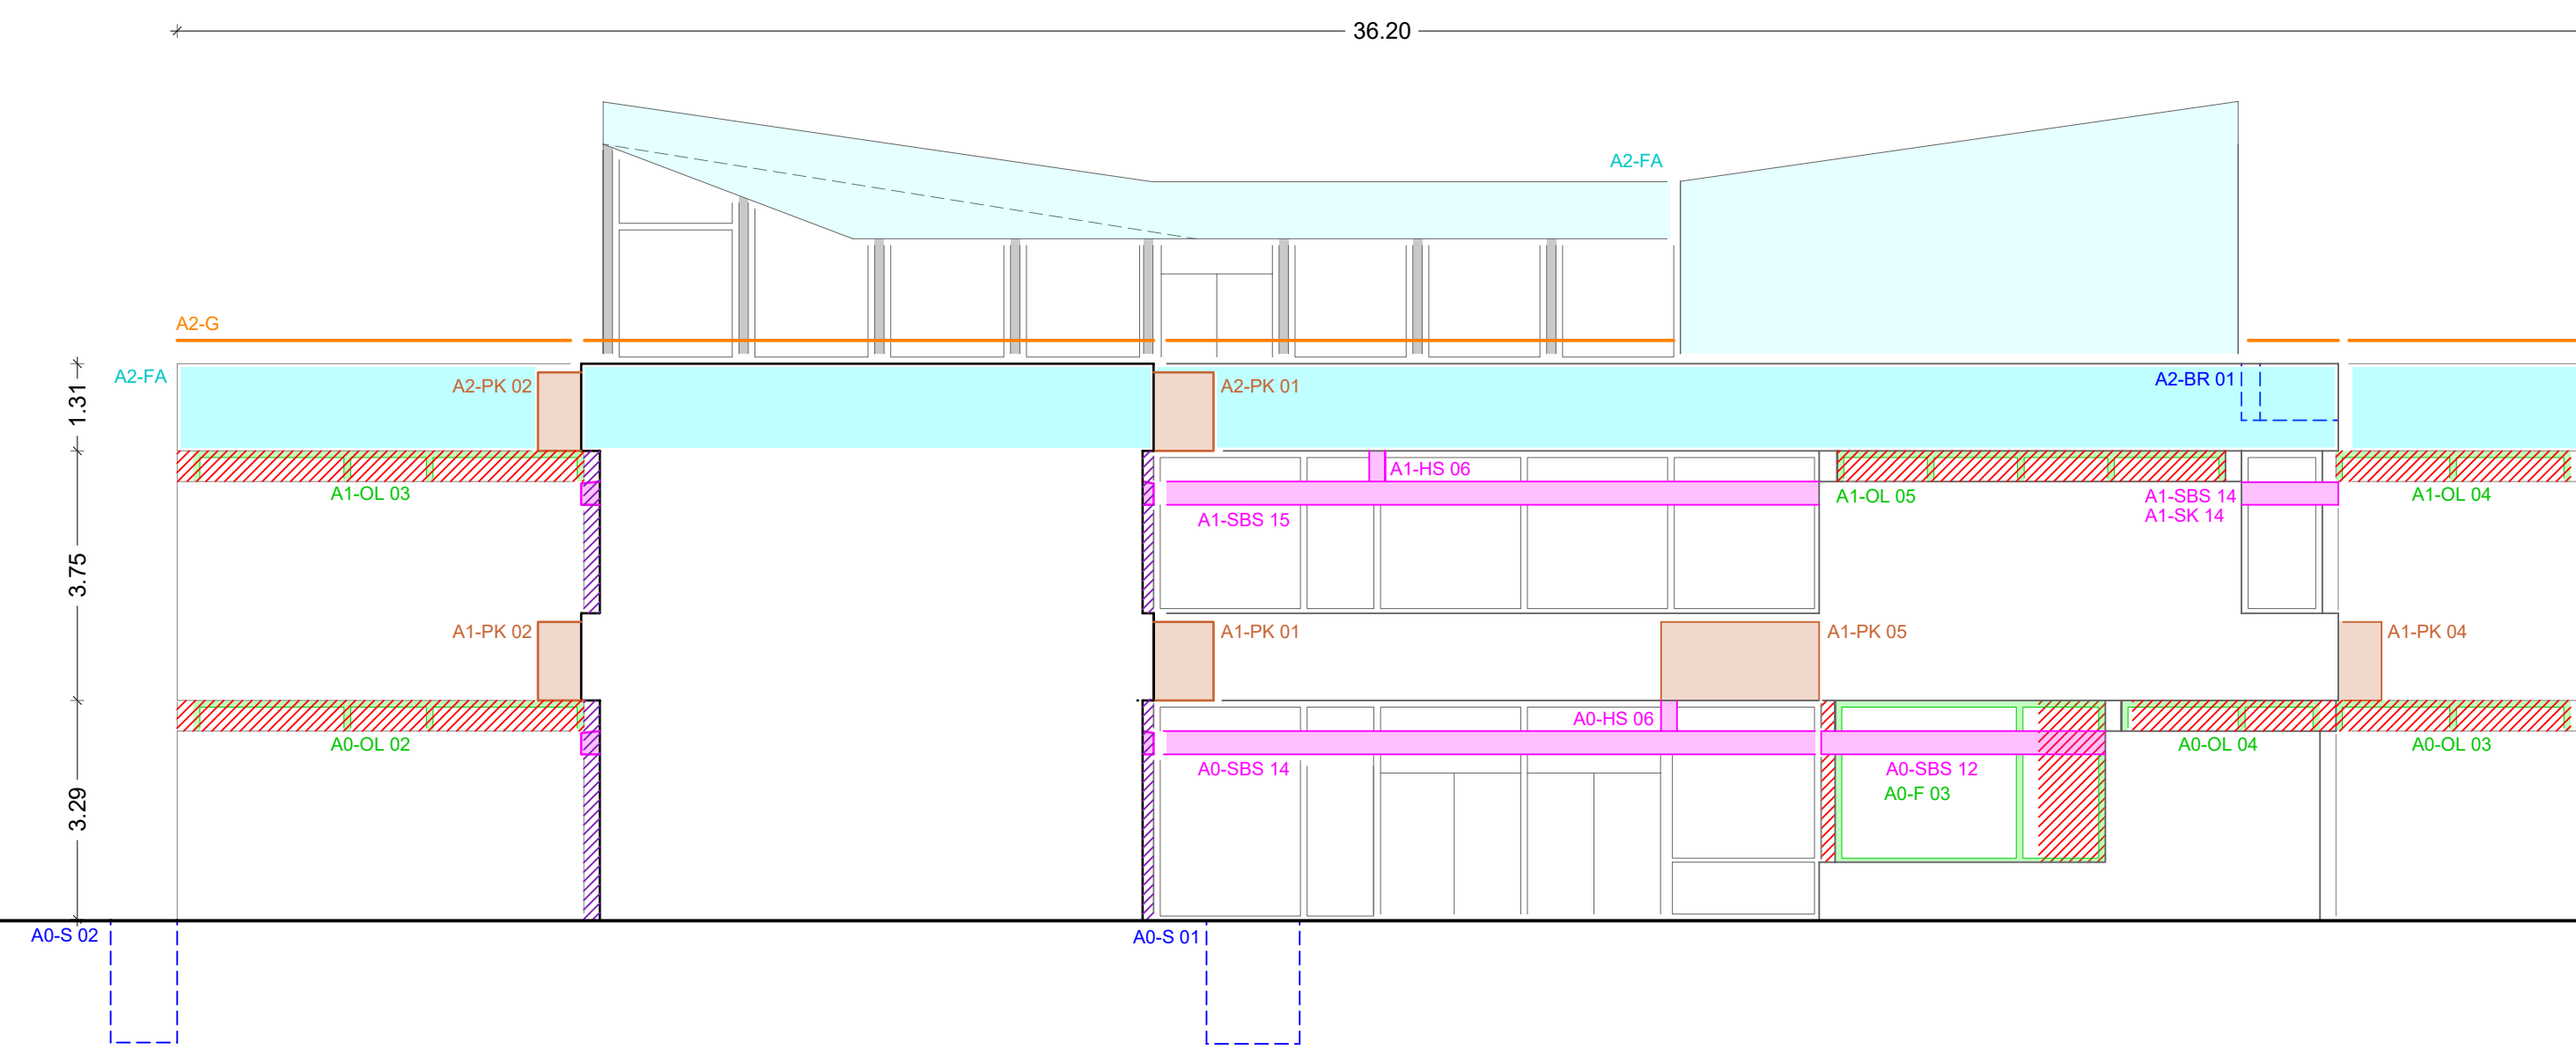 36.20
A2-FA
A2-G
1.31
A2-FA
A2-PK 02
A2-PK 01
A2-BR 01
A1-HS 06
A1-OL 03
A1-OL 05
A1-SBS 14
A1-SK 14
A1-OL 04
A1-SBS 15
3.75
A1-PK 02
A1-PK 01
A1-PK 05
A1-PK 04
A0-HS 06
A0-OL 02
A0-OL 04
A0-OL 03
A0-SBS 14
A0-SBS 12
A0-F 03
3.29
A0-S 02
A0-S 01